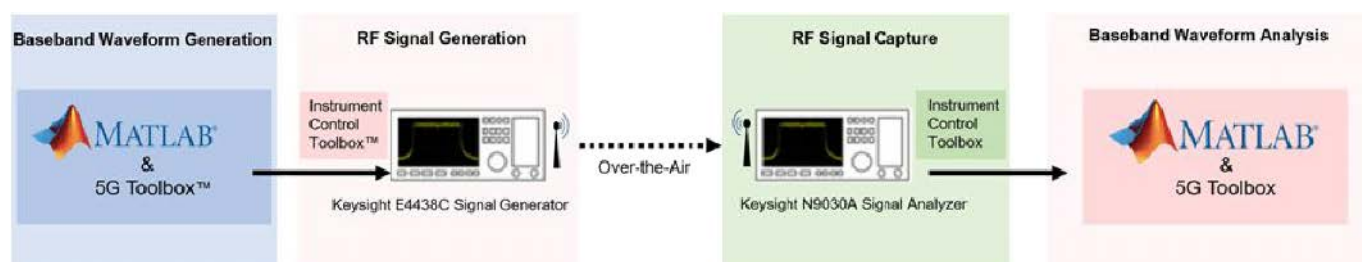 Baseband Waveform Generation
MATLAB®
&
5G Toolbox™
RF Signal Generation
Instrument
Control
Toolbox™
Keysight E4438C Signal Generator
Over-the-Air
RF Signal Capture
Instrument
Control
Toolbox
Keysight N9030A Signal Analyzer
Baseband Waveform Analysis
MATLAB®
&
5G Toolbox